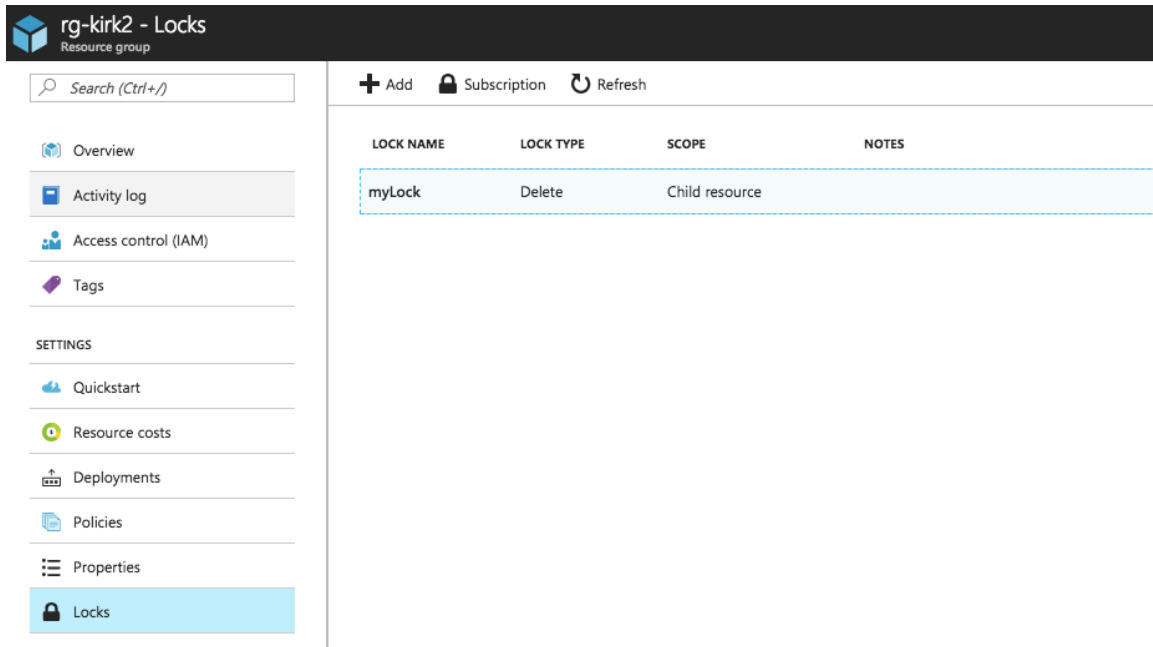 rg-kirk2 - Locks
Resource group
Search (Ctrl+/)
Overview
Activity log
Access control (IAM)
Tags
SETTINGS
Quickstart
Resource costs
Deployments
Policies
Properties
Locks
Add Subscription Refresh
LOCK NAME LOCK TYPE SCOPE NOTES
myLock Delete Child resource